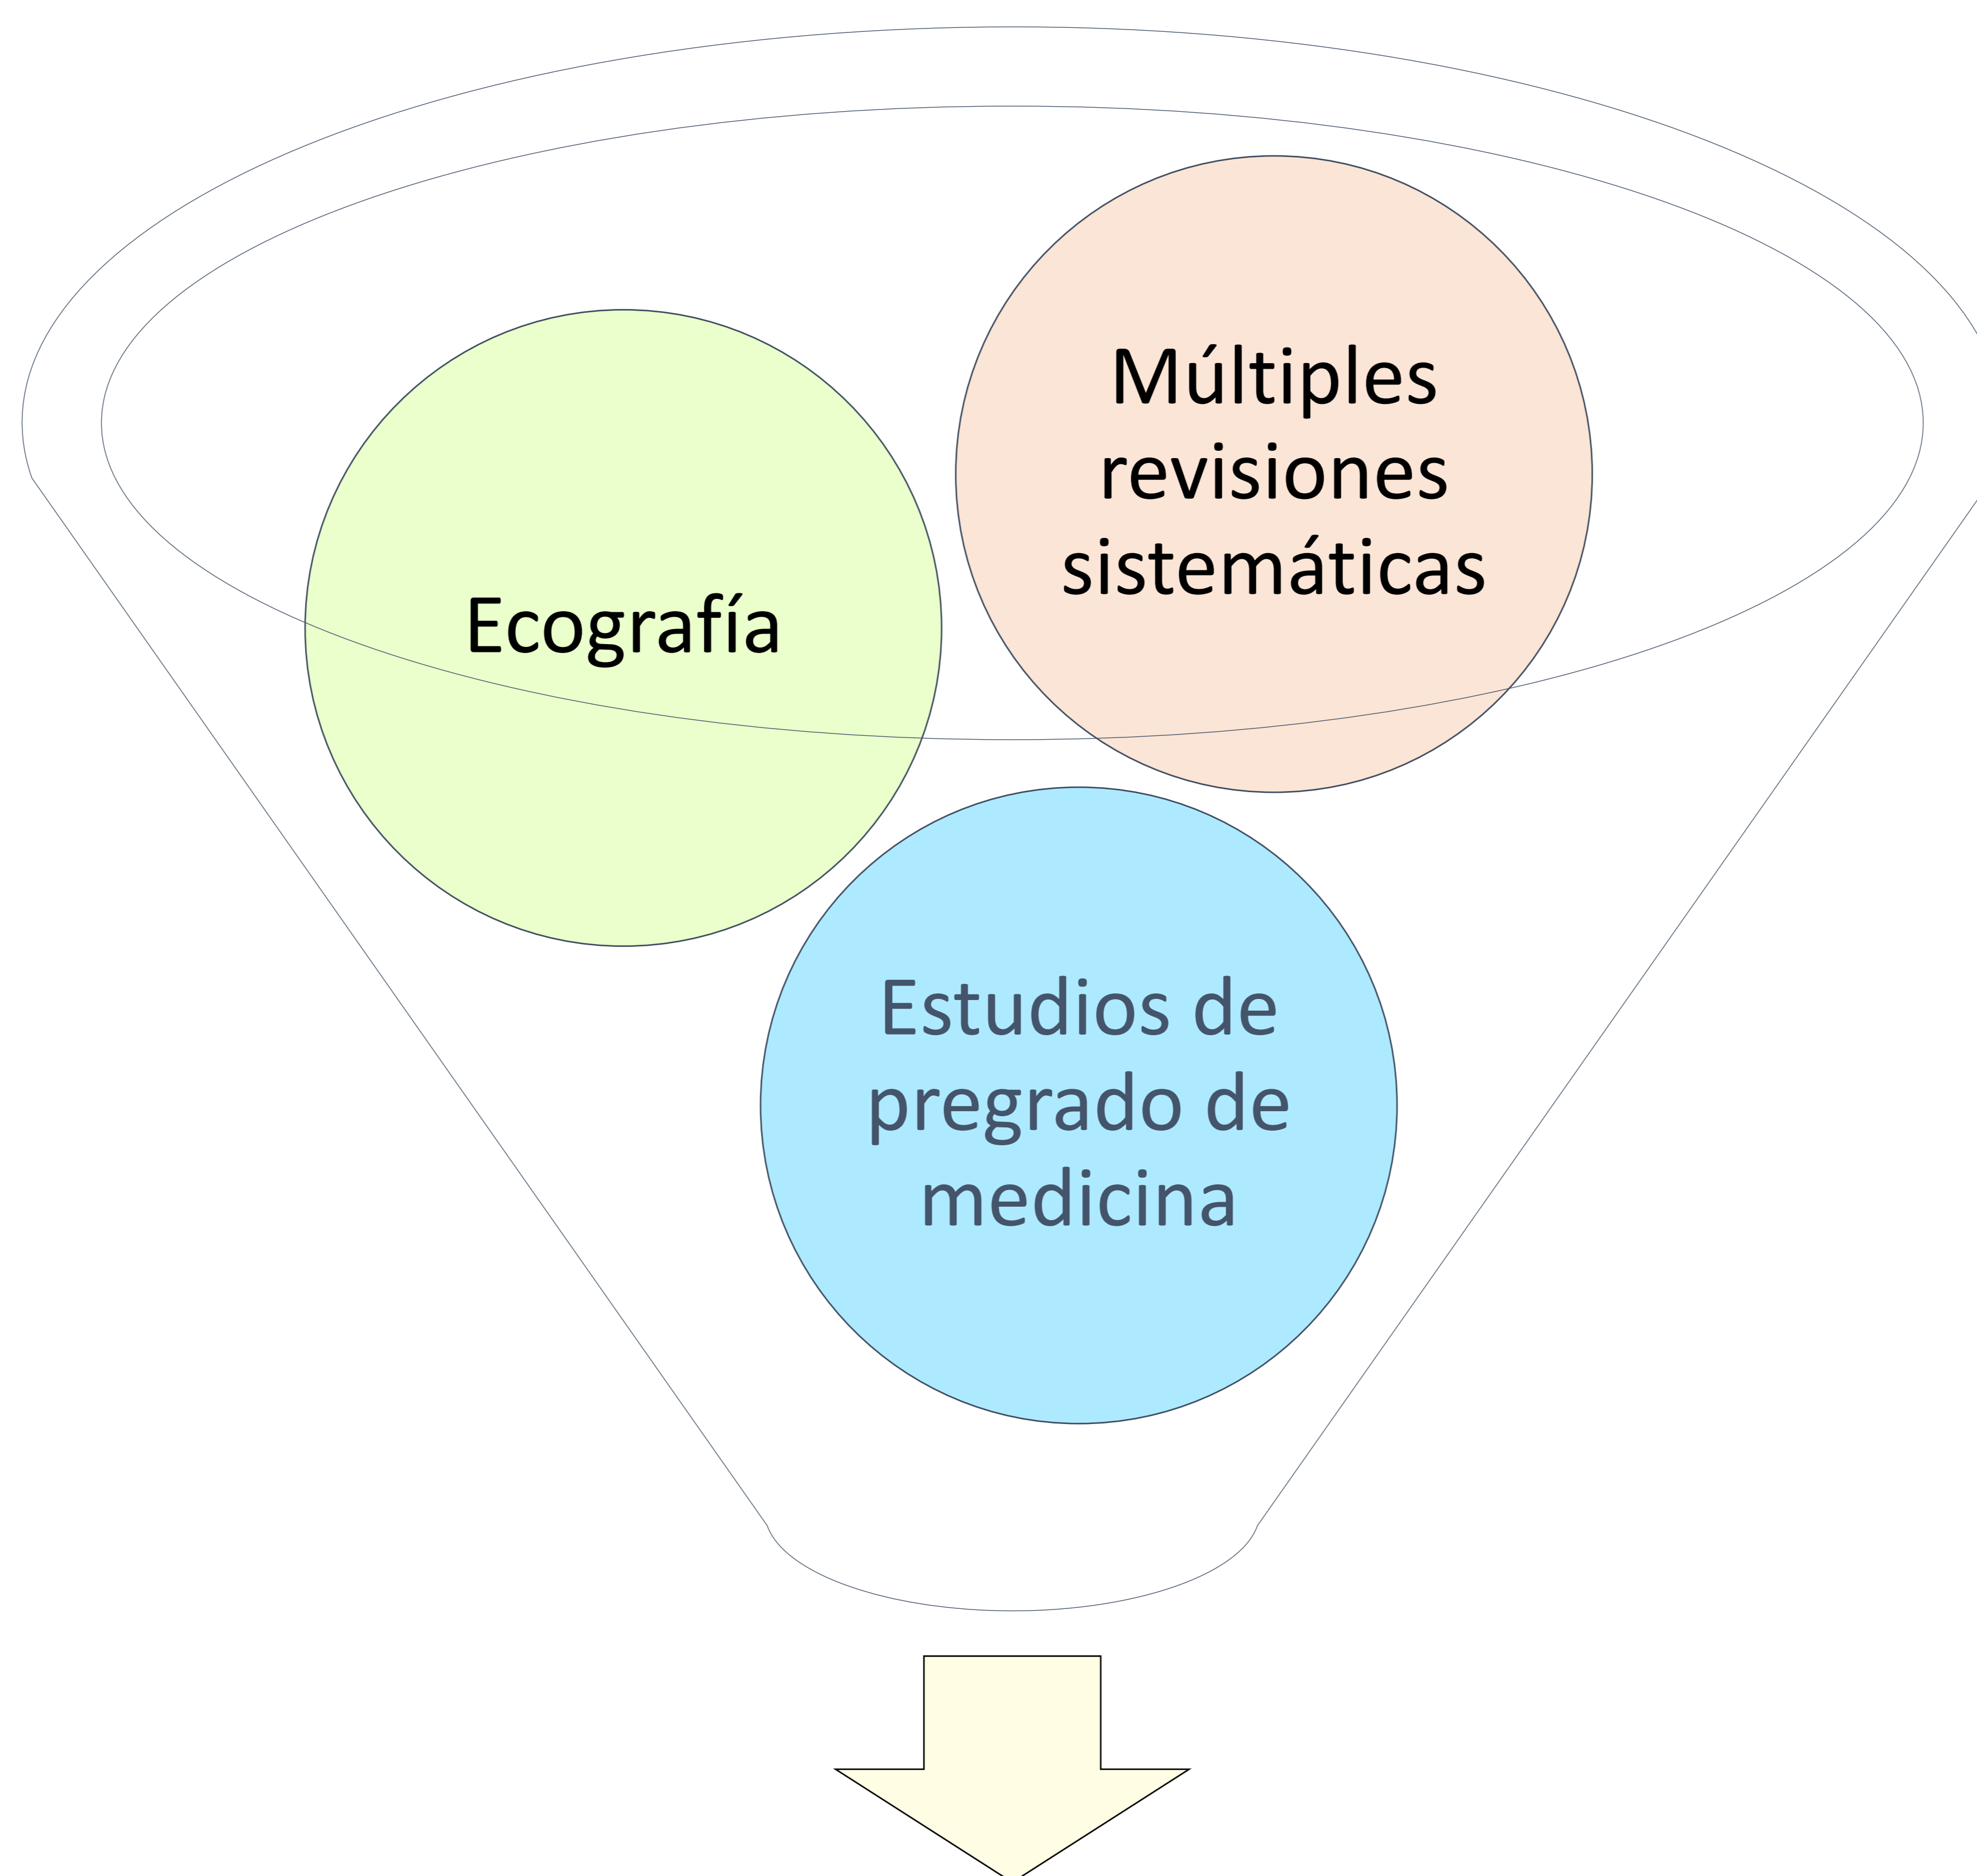 Múltiples
revisiones
sistemáticas
Ecografía
Estudios de
pregrado de
medicina